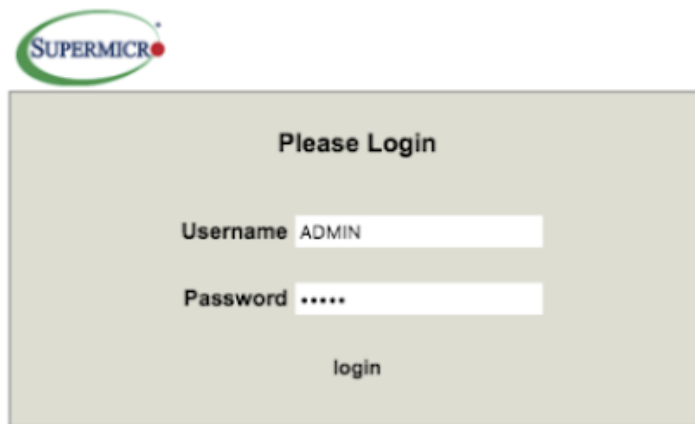 SUPERMICRO
Please Login
Username ADMIN
Password •••••
login